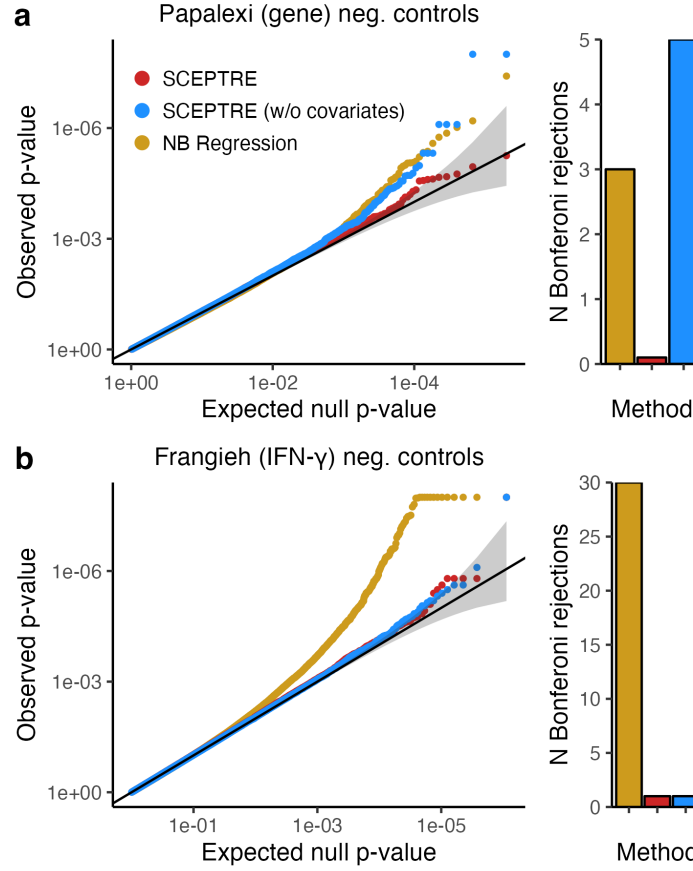 a
Papalexi (gene) neg. controls
SCEPTRE
SCEPTRE (w/o covariates)
NB Regression
Observed p-value
1e-06
1e-03
1e+00
1e+00
1e-02
1e-04
Expected null p-value
N Bonferoni rejections
5
4
3
2
1
0
Method
b
Frangieh (IFN-γ) neg. controls
Observed p-value
1e-06
1e-03
1e+00
1e-01
1e-03
1e-05
Expected null p-value
N Bonferoni rejections
30
25
20
15
10
5
0
Method